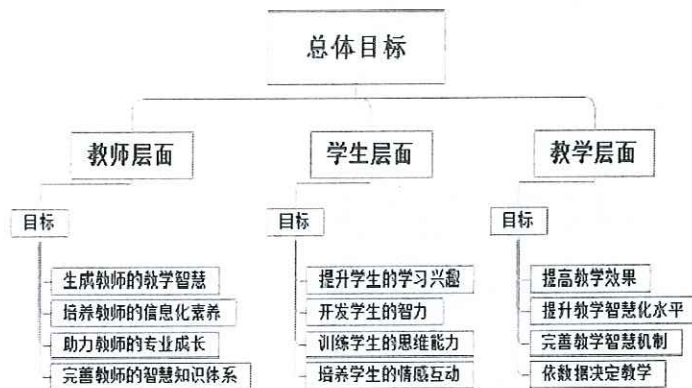 总体目标
教师层面
学生层面
教学层面
目标
目标
目标
生成教师的教学智慧
培养教师的信息化素养
助力教师的专业成长
完善教师的智慧知识体系
提升学生的学习兴趣
开发学生的智力
训练学生的思维能力
培养学生的情感互动
提高教学效果
提升教学智慧化水平
完善教学智慧机制
依数据决定教学